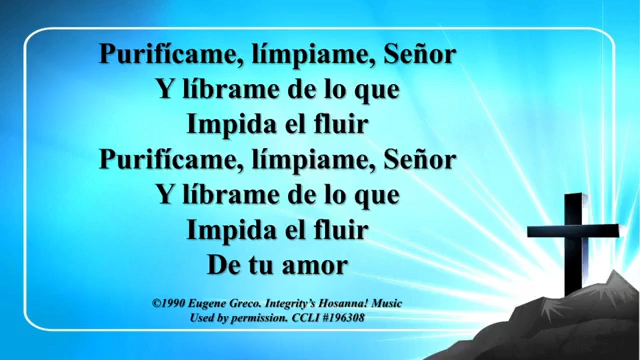 Purifícame, límpiame, Señor
Y líbrame de lo que
Impida el fluir
Purifícame, límpiame, Señor
Y líbrame de lo que
Impida el fluir
De tu amor
©1990 Eugene Greco. Integrity's Hosanna! Music
Used by permission. CCLI #196308